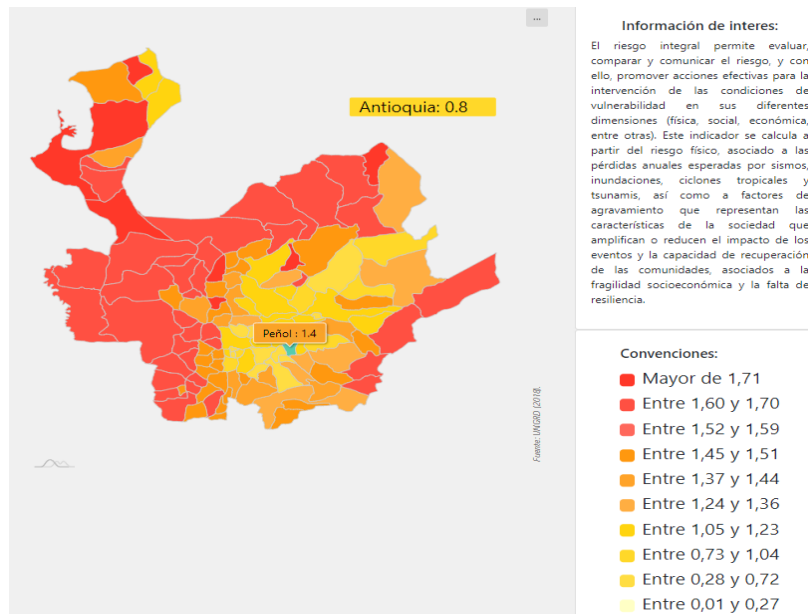 ...
Información de interes:
El riesgo integral permite evaluar,
comparar y comunicar el riesgo, y con
ello, promover acciones efectivas para la
intervención de las condiciones de
vulnerabilidad en sus diferentes
dimensiones (física, social, económica,
entre otras). Este indicador se calcula a
partir del riesgo físico, asociado a las
pérdidas anuales esperadas por sismos,
inundaciones, ciclones tropicales y
tsunamis, así como a factores de
agravamiento que representan las
características de la sociedad que
amplifican o reducen el impacto de los
eventos y la capacidad de recuperación
de las comunidades, asociados a la
fragilidad socioeconómica y la falta de
resiliencia.
Antioquia: 0.8
Peñol : 1.4
Fuente: UNGRD (2018).
Convenciones:
Mayor de 1,71
Entre 1,60 y 1,70
Entre 1,52 y 1,59
Entre 1,45 y 1,51
Entre 1,37 y 1,44
Entre 1,24 y 1,36
Entre 1,05 y 1,23
Entre 0,73 y 1,04
Entre 0,28 y 0,72
Entre 0,01 y 0,27